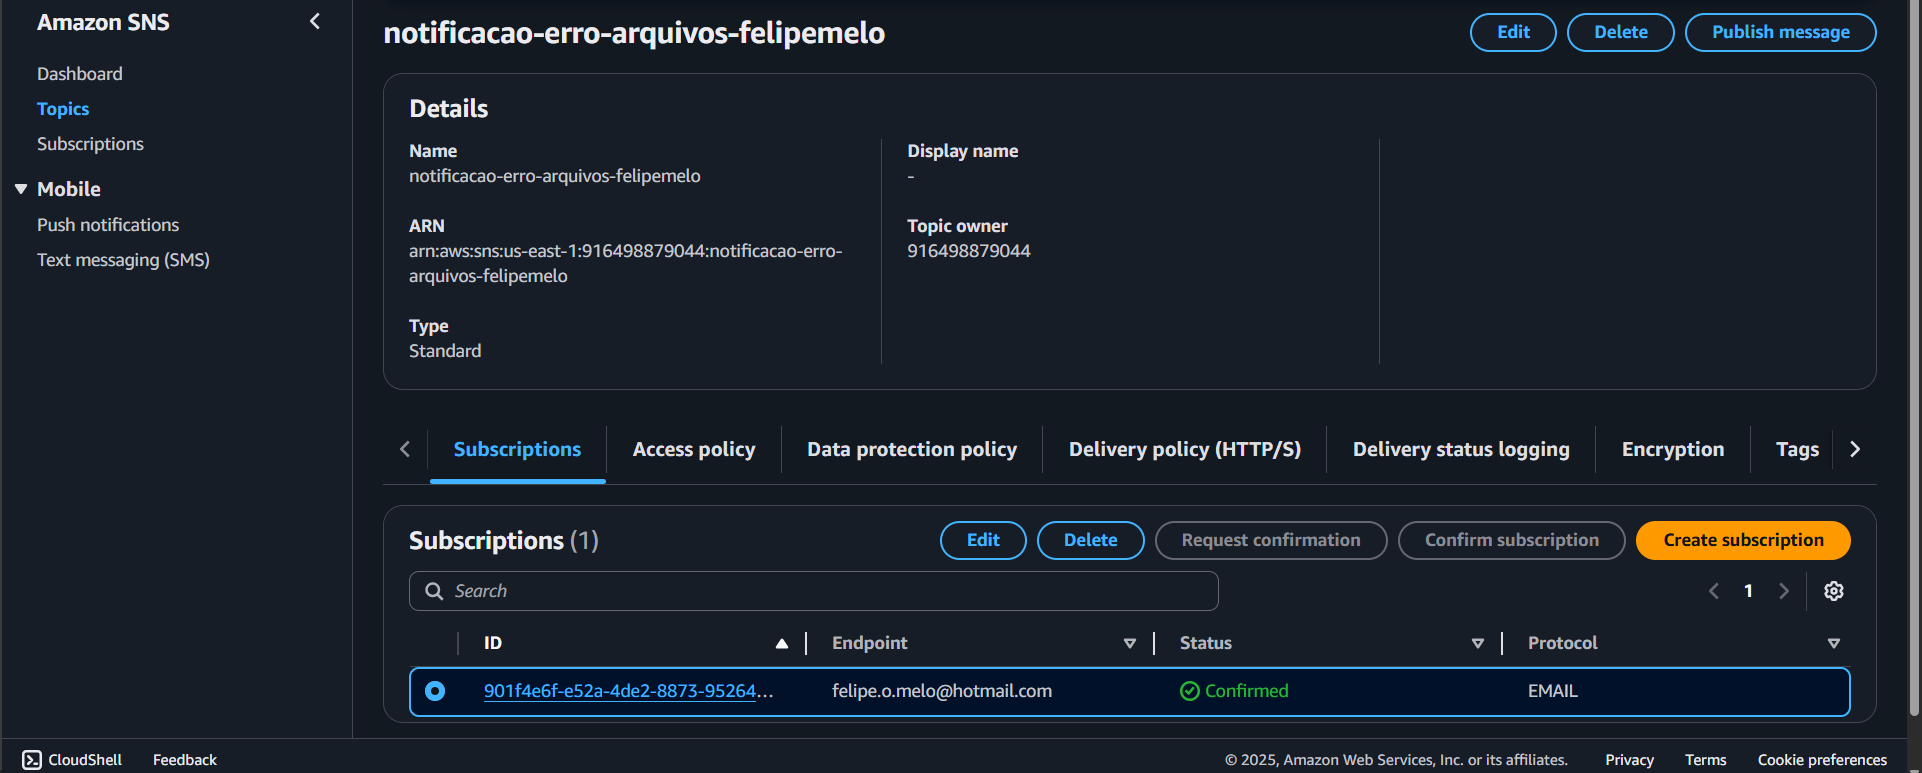 Amazon SNS
Dashboard
Topics
Subscriptions
Mobile
Push notifications
Text messaging (SMS)
notificacao-erro-arquivos-felipemelo
Edit
Delete
Publish message
Details
Name
notificacao-erro-arquivos-felipemelo
ARN
arn:aws:sns:us-east-1:916498879044:notificacao-erro-
arquivos-felipemelo
Type
Standard
Display name
-
Topic owner
916498879044
Subscriptions
Access policy
Data protection policy
Delivery policy (HTTP/S)
Delivery status logging
Encryption
Tags
Subscriptions (1)
Edit
Delete
Request confirmation
Confirm subscription
Create subscription
Search
1
ID
Endpoint
Status
Protocol
901f4e6f-e52a-4de2-8873-95264...
felipe.o.melo@hotmail.com
Confirmed
EMAIL
CloudShell
Feedback
© 2025, Amazon Web Services, Inc. or its affiliates.
Privacy
Terms
Cookie preferences